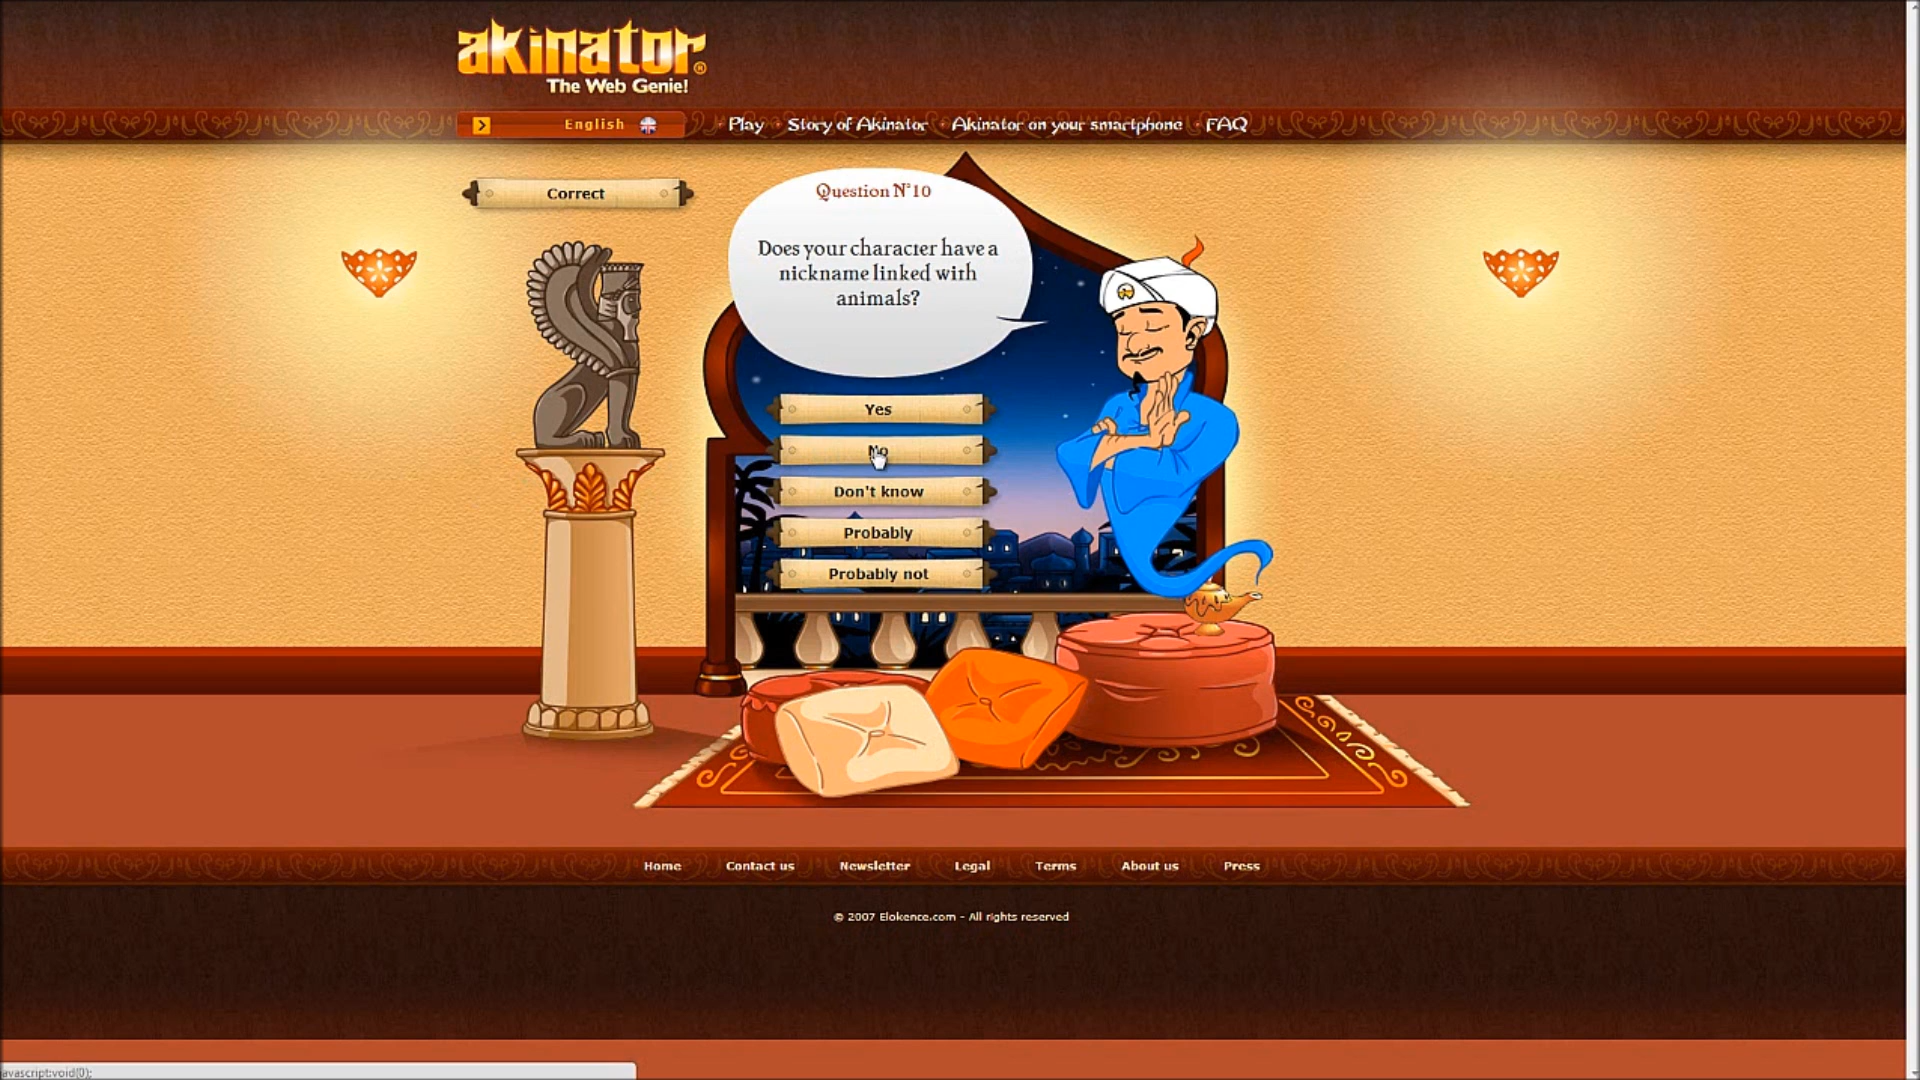 akinator®
The Web Genie!
English
Play
Story of Akinator
Akinator on your smartphone
FAQ
Correct
Question N°10
Does your character have a
nickname linked with
animals?
Yes
No
Don't know
Probably
Probably not
Home
Contact us
Newsletter
Legal
Terms
About us
Press
© 2007 Elokence.com - All rights reserved
avascript:void(0);